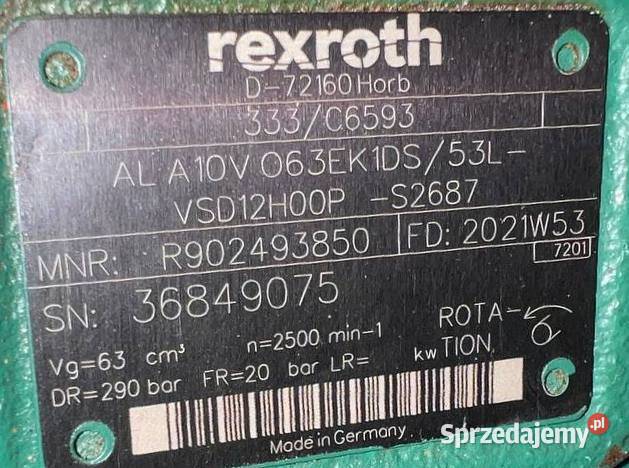 rexroth
D-72160 Horb
333/C6593
AL A10V O63EK1DS/53L-
VSD12H00P -S2687
MNR: R902493850 FD: 2021W53
7201
SN: 36849075
Vg=63 cm³ n=2500 min-1 ROTA-
DR=290 bar FR=20 bar LR= kw TION
Made in Germany
Sprzedajemy.pl